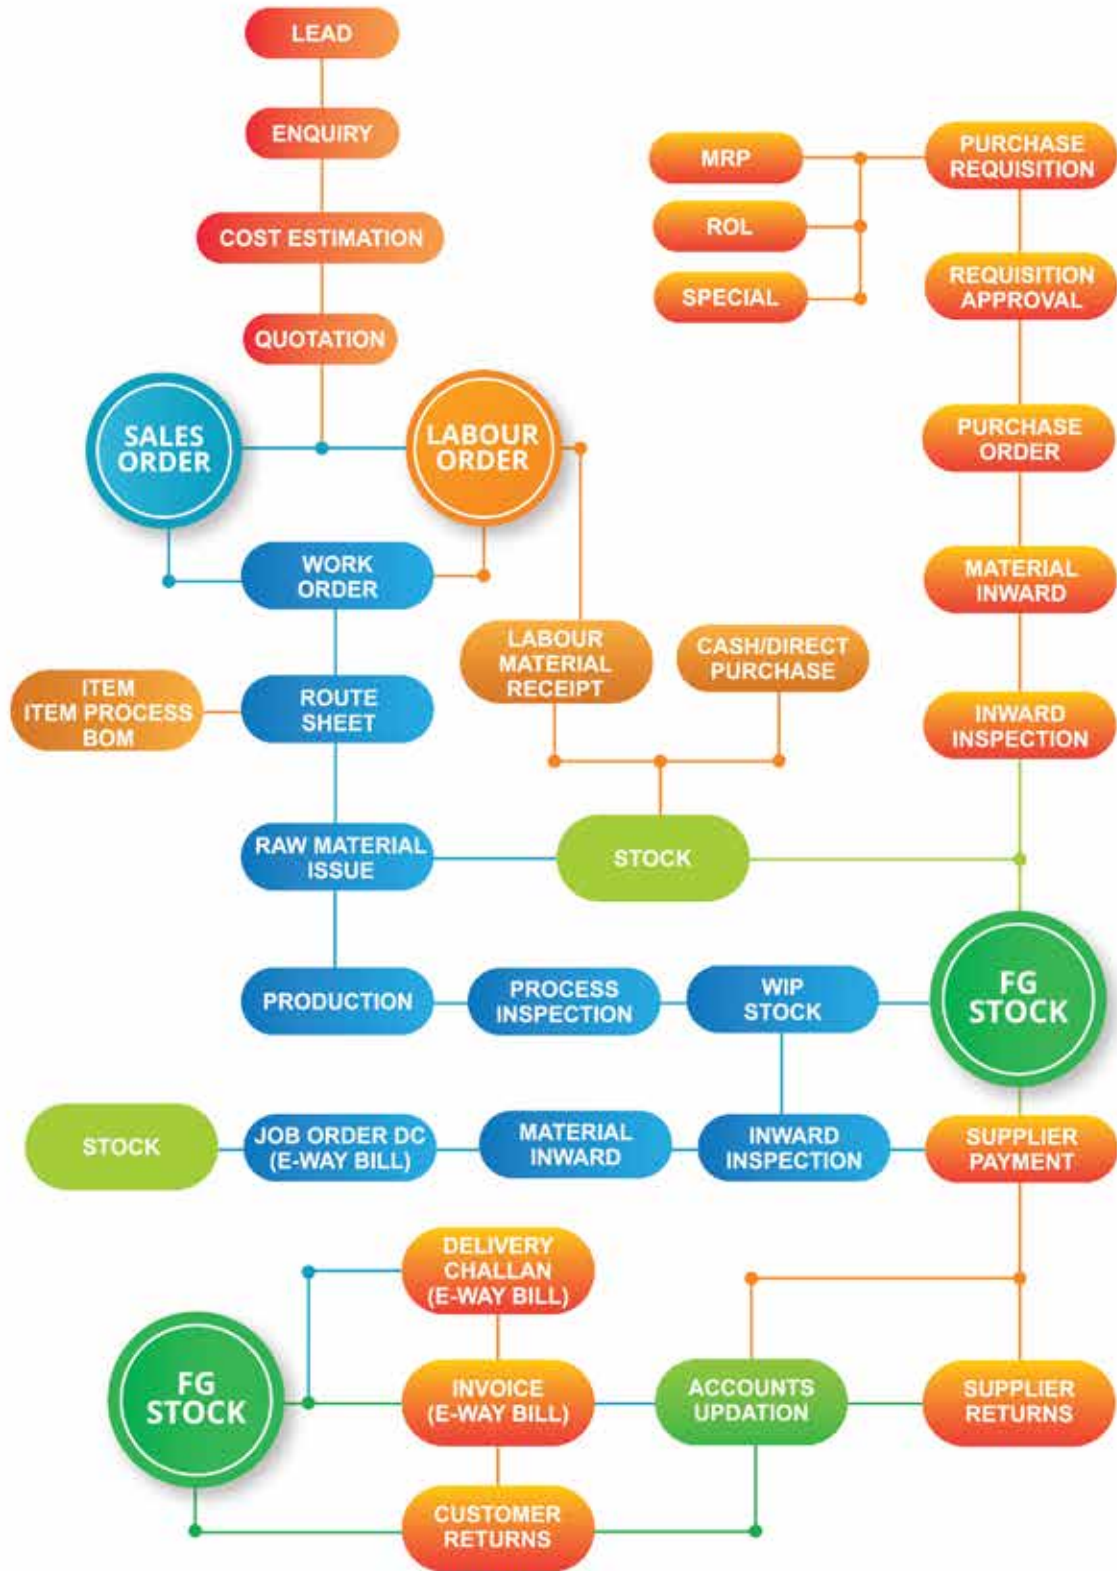 LEAD
ENQUIRY
COST ESTIMATION
QUOTATION
MRP
ROL
SPECIAL
PURCHASE
REQUISITION
REQUISITION
APPROVAL
PURCHASE
ORDER
MATERIAL
INWARD
INWARD
INSPECTION
SALES
ORDER
LABOUR
ORDER
WORK
ORDER
LABOUR
MATERIAL
RECEIPT
CASH/DIRECT
PURCHASE
ITEM
ITEM PROCESS
BOM
ROUTE
SHEET
RAW MATERIAL
ISSUE
STOCK
PRODUCTION
PROCESS
INSPECTION
WIP
STOCK
FG
STOCK
STOCK
JOB ORDER DC
(E-WAY BILL)
MATERIAL
INWARD
INWARD
INSPECTION
SUPPLIER
PAYMENT
DELIVERY
CHALLAN
(E-WAY BILL)
FG
STOCK
INVOICE
(E-WAY BILL)
ACCOUNTS
UPDATION
SUPPLIER
RETURNS
CUSTOMER
RETURNS